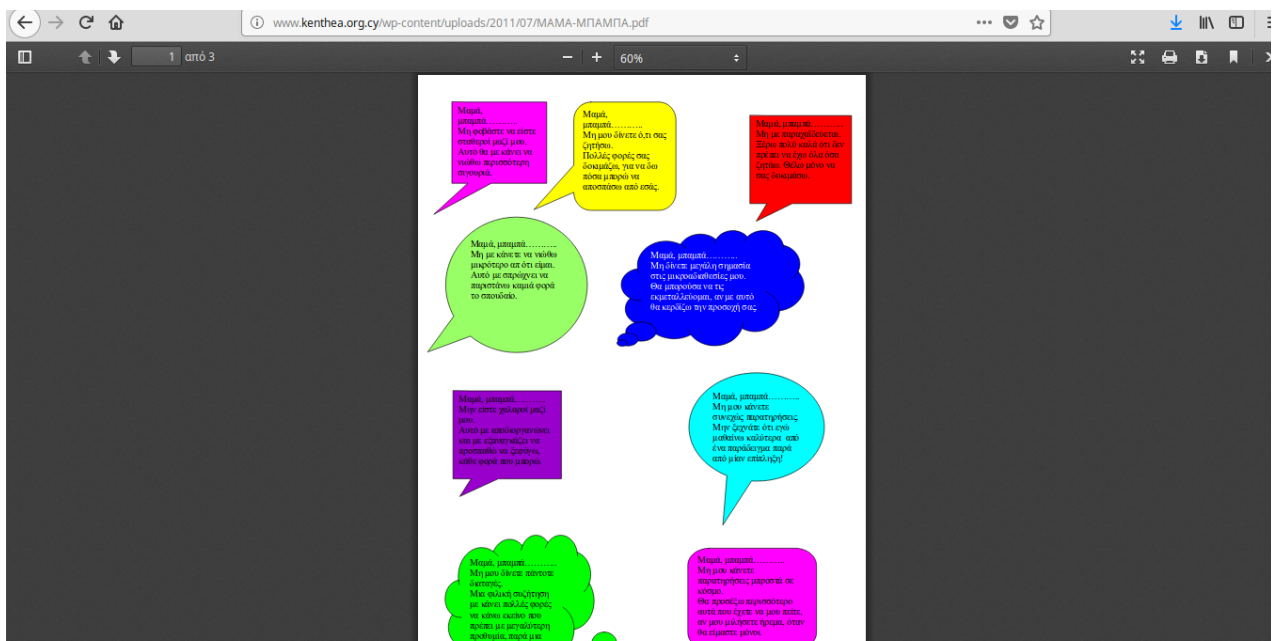 www.kenthea.org.cy/wp-content/uploads/2011/07/ΜΑΜΑ-ΜΠΑΜΠΑ.pdf
1 από 3
60%
Μαμά,
μπαμπά………..
Μη φοβάστε να είστε
σταθεροί μαζί μου.
Αυτό θα με κάνει να
νιώθω περισσότερη
σιγουριά.
Μαμά,
μπαμπά………..
Μη μου δίνετε ό,τι σας
ζητήσω.
Πολλές φορές σας
δοκιμάζω, για να δω
πόσα μπορώ να
αποσπάσω από εσάς.
Μαμά, μπαμπά………..
Μη με παραχαϊδεύεται.
Ξέρω πολύ καλά ότι δεν
πρέπει να έχω όλα όσα
ζητάω. Θέλω μόνο να
σας δοκιμάσω.
Μαμά, μπαμπά………..
Μη με κάνετε να νιώθω
μικρότερο απ ότι είμαι.
Αυτό με σπρώχνει να
παριστάνω καμιά φορά
το σπουδαίο.
Μαμά, μπαμπά………..
Μη δίνετε μεγάλη σημασία
στις μικροαδιαθεσίες μου.
Θα μπορούσα να τις
εκμεταλλεύομαι, αν με αυτό
θα κερδίζω την προσοχή σας.
Μαμά, μπαμπά………..
Μην είστε χαλαροί μαζί
μου.
Αυτό με αποδιοργανώνει
και με εξαναγκάζει να
προσπαθώ να ξεφύγει,
κάθε φορά που μπορεί.
Μαμά, μπαμπά………..
Μη μου κάνετε
συνεχώς παρατηρήσεις.
Μην ξεχνάτε ότι εγώ
μαθαίνω καλύτερα από
ένα παράδειγμα παρά
από μίαν επίπληξη!
Μαμά, μπαμπά………..
Μη μου δίνετε πάντοτε
διαταγές.
Μια φιλική συζήτηση
με κάνει πολλές φορές
να κάνω εκείνο που
πρέπει με μεγαλύτερη
προθυμία, παρά μια
Μαμά, μπαμπά………..
Μη μου κάνετε
παρατηρήσεις μπροστά σε
κόσμο.
Θα προσέξω περισσότερο
αυτά που έχετε να μου πείτε,
αν μου μιλήσετε ήρεμα, όταν
θα είμαστε μόνοι.